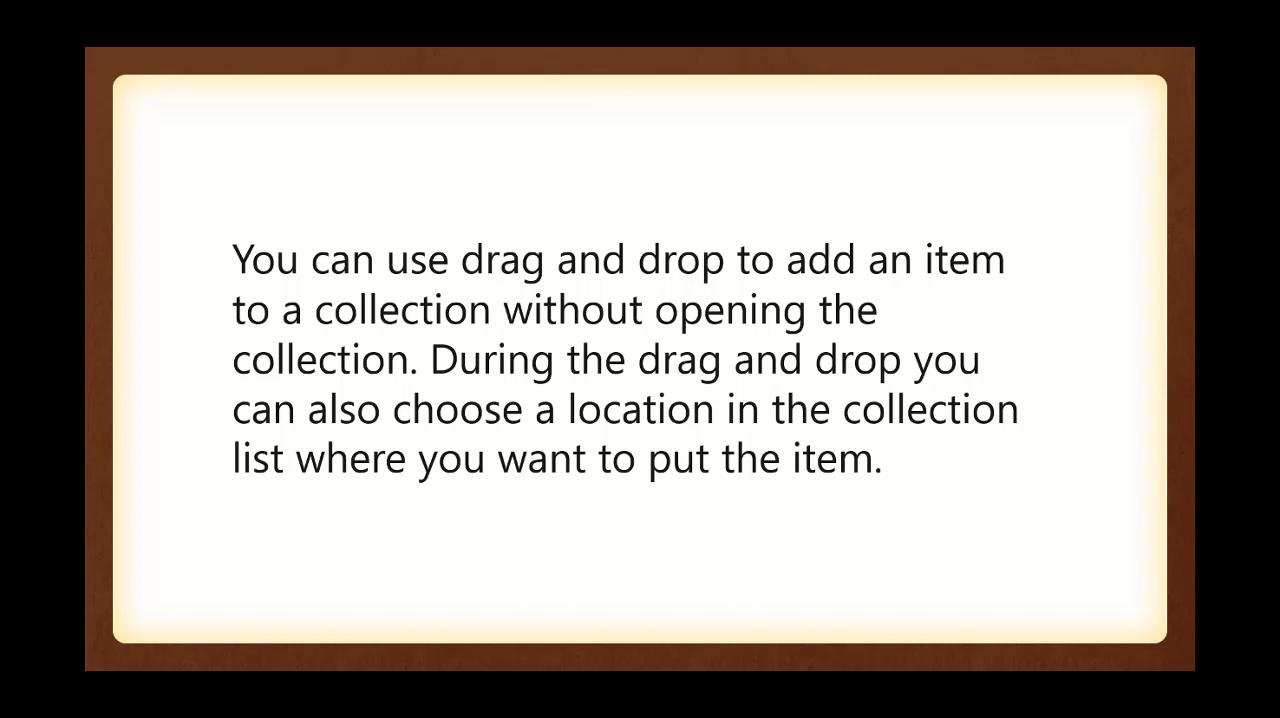 You can use drag and drop to add an item
to a collection without opening the
collection. During the drag and drop you
can also choose a location in the collection
list where you want to put the item.